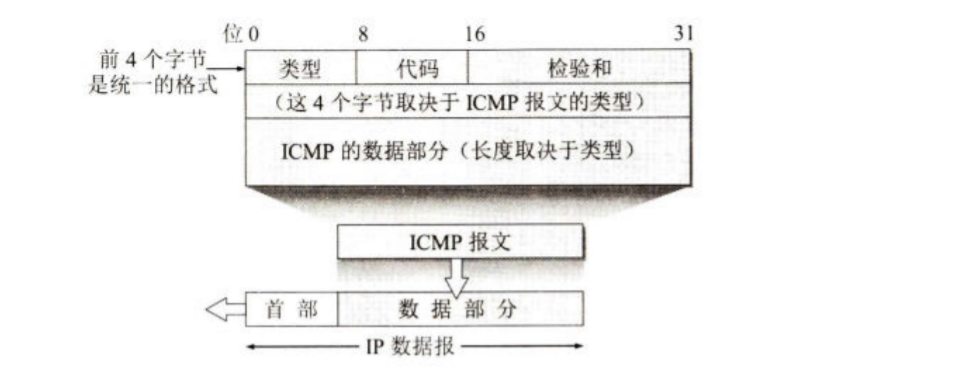 位 0 8 16 31
前 4 个字节
是统一的格式
类型 代码 检验和
（这 4 个字节取决于 ICMP 报文的类型）
ICMP 的数据部分（长度取决于类型）
ICMP 报文
首 部 数 据 部 分
IP 数据报